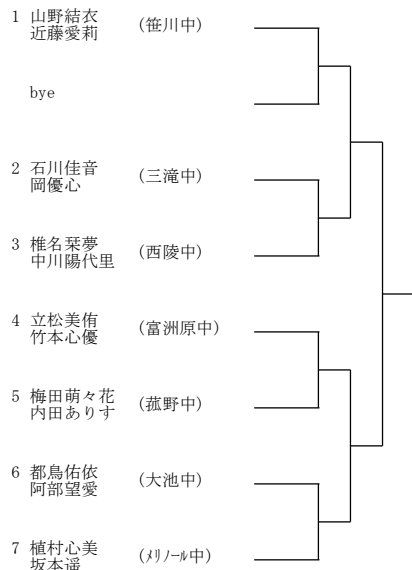 1 山野結衣 (笹川中)
近藤愛莉
bye
2 石川佳音 (三滝中)
岡優心
3 椎名栞夢 (西陵中)
中川陽代里
4 立松美侑 (富洲原中)
竹本心優
5 梅田萌々花 (菰野中)
内田ありす
6 都鳥佑依 (大池中)
阿部望愛
7 植村心美 (ﾒﾘﾉｰﾙ中)
坂本遥